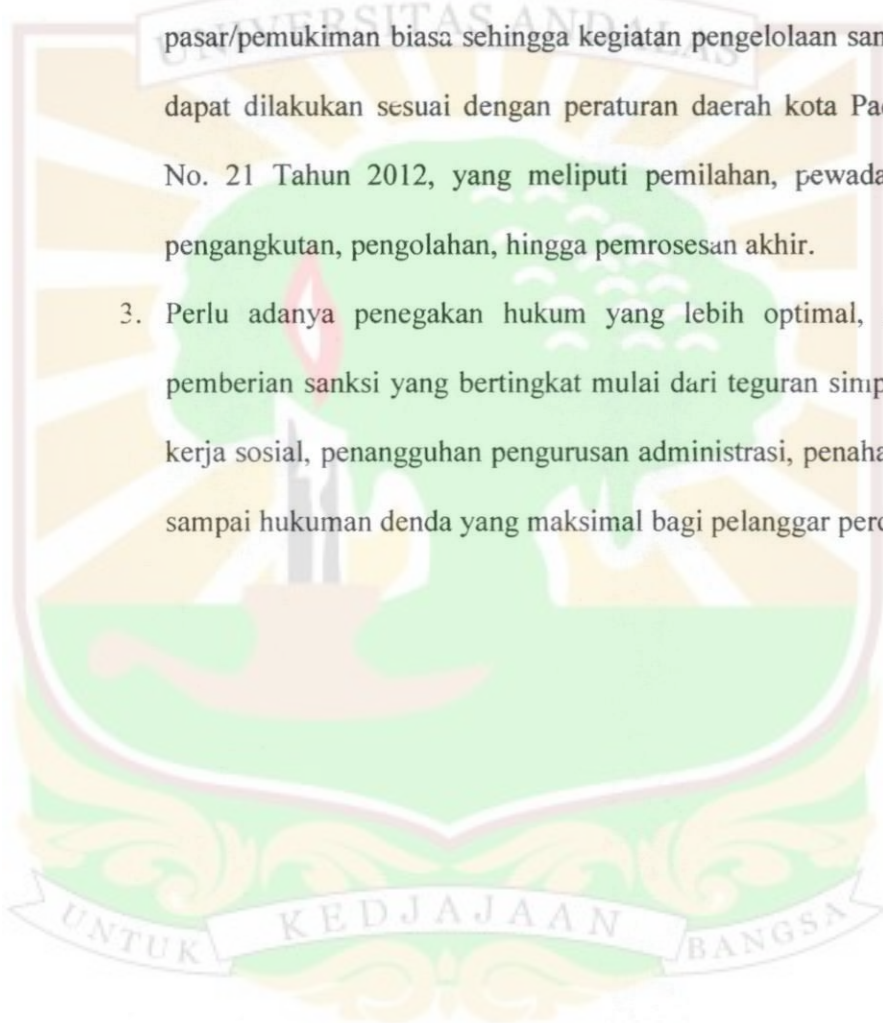 UNIVERSITAS ANDALAS
pasar/pemukiman biasa sehingga kegiatan pengelolaan sam
dapat dilakukan sesuai dengan peraturan daerah kota Pad
No. 21 Tahun 2012, yang meliputi pemilahan, pewada
pengangkutan, pengolahan, hingga pemrosesan akhir.
3. Perlu adanya penegakan hukum yang lebih optimal,
pemberian sanksi yang bertingkat mulai dari teguran simp
kerja sosial, penangguhan pengurusan administrasi, penaha
sampai hukuman denda yang maksimal bagi pelanggar perd
UNTUK KEDJAJAAN BANGSA